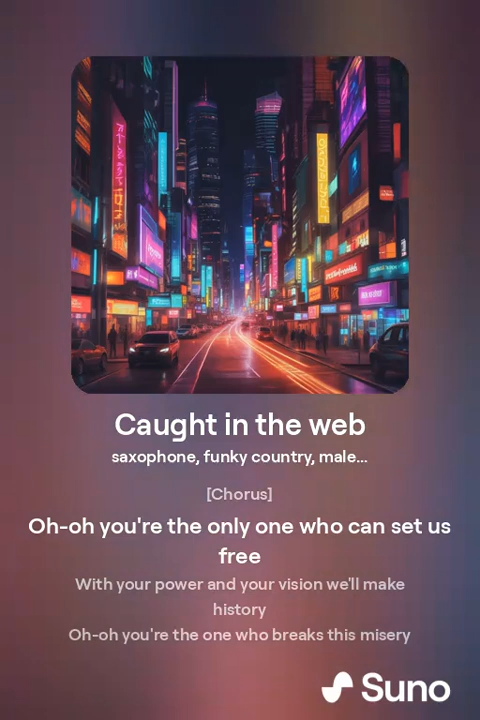 Caught in the web
saxophone, funky country, male...
[Chorus]
Oh-oh you're the only one who can set us
free
With your power and your vision we'll make
history
Oh-oh you're the one who breaks this misery
Suno